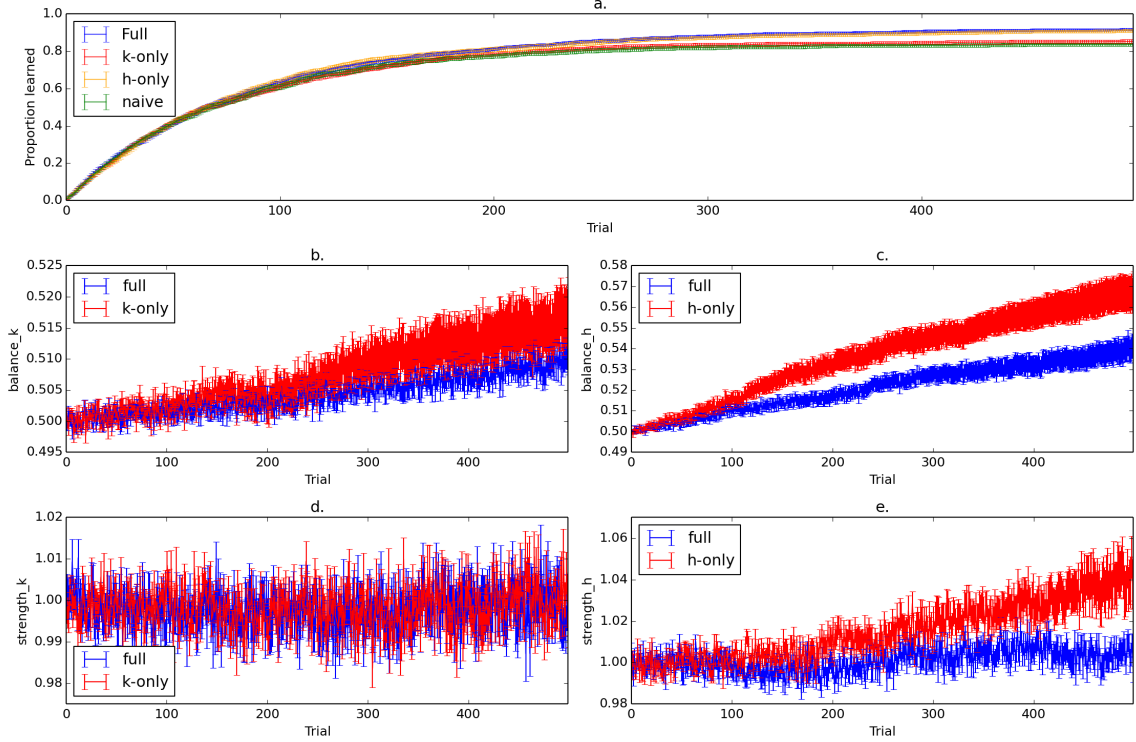 a.
1.0
0.8
0.6
0.4
0.2
0.0
Proportion learned
Full
k-only
h-only
naive
0
100
200
300
400
Trial
b.
0.525
0.520
0.515
0.510
0.505
0.500
0.495
balance_k
full
k-only
0
100
200
300
400
Trial
c.
0.58
0.57
0.56
0.55
0.54
0.53
0.52
0.51
0.50
0.49
balance_h
full
h-only
0
100
200
300
400
Trial
d.
1.02
1.01
1.00
0.99
0.98
strength_k
full
k-only
0
100
200
300
400
Trial
e.
1.06
1.04
1.02
1.00
0.98
strength_h
full
h-only
0
100
200
300
400
Trial